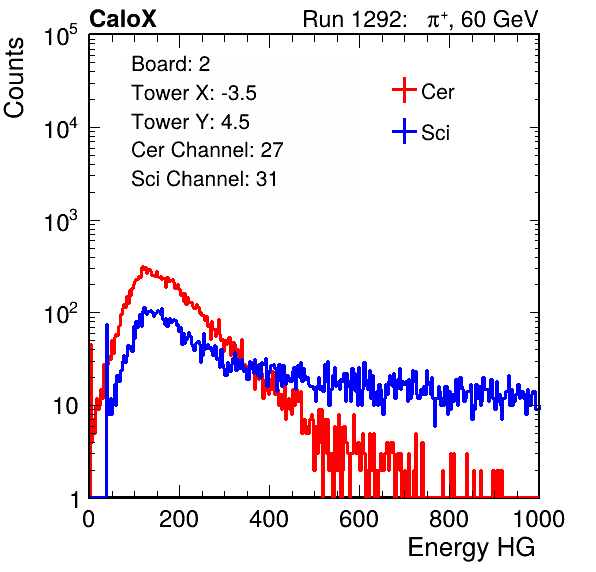 CaloX Run 1292: π⁺, 60 GeV
Board: 2
Tower X: -3.5
Tower Y: 4.5
Cer Channel: 27
Sci Channel: 31
Cer
Sci
Counts
10⁵
10⁴
10³
10²
10
1
0 200 400 600 800 1000
Energy HG